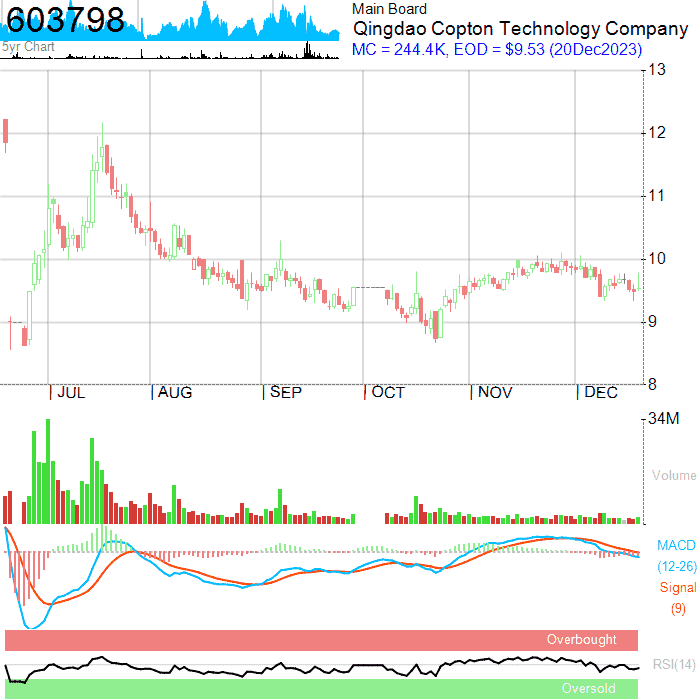 603798
5yr Chart
Main Board
Qingdao Copton Technology Company
MC = 244.4K, EOD = $9.53 (20Dec2023)
13
12
11
10
9
8
JUL AUG SEP OCT NOV DEC
34M
Volume
MACD
(12-26)
Signal
(9)
Overbought
RSI(14)
Oversold